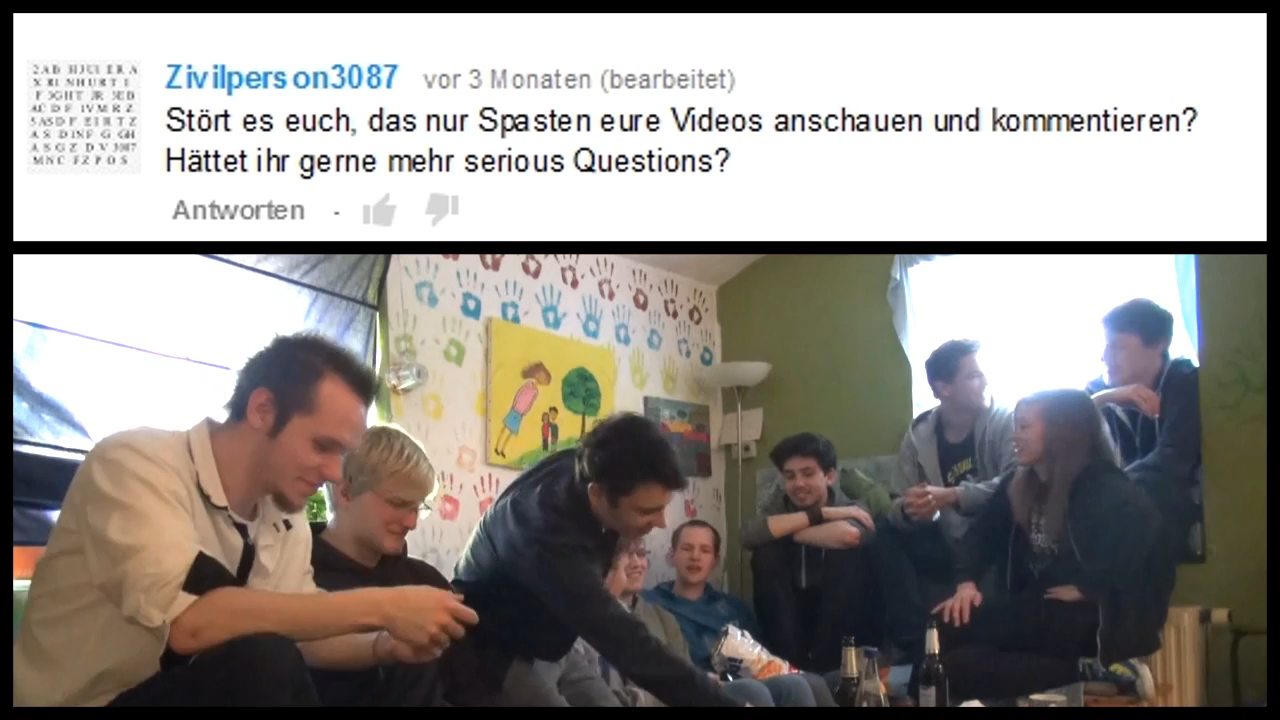 Zivilperson3087 vor 3 Monaten (bearbeitet)
Stört es euch, das nur Spasten eure Videos anschauen und kommentieren?
Hättet ihr gerne mehr serious Questions?
Antworten ·